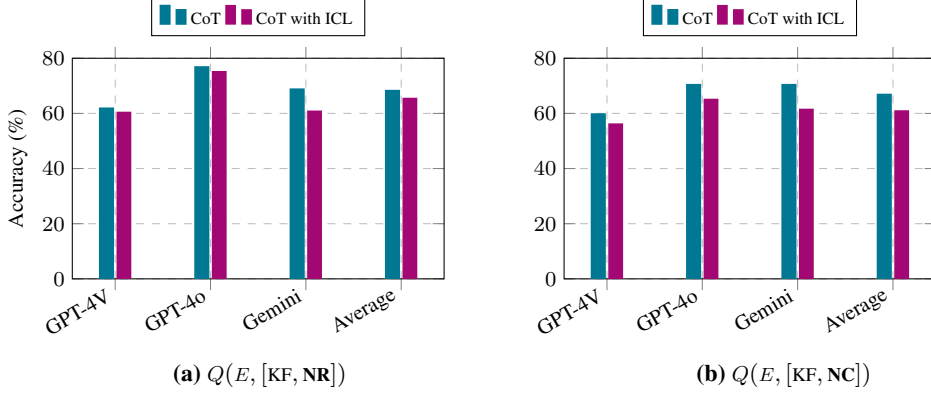 CoT CoT with ICL
Accuracy (%)
80
60
40
20
0
GPT-4V GPT-4o Gemini Average
(a) Q(E, [KF, NR])
CoT CoT with ICL
80
60
40
20
0
GPT-4V GPT-4o Gemini Average
(b) Q(E, [KF, NC])